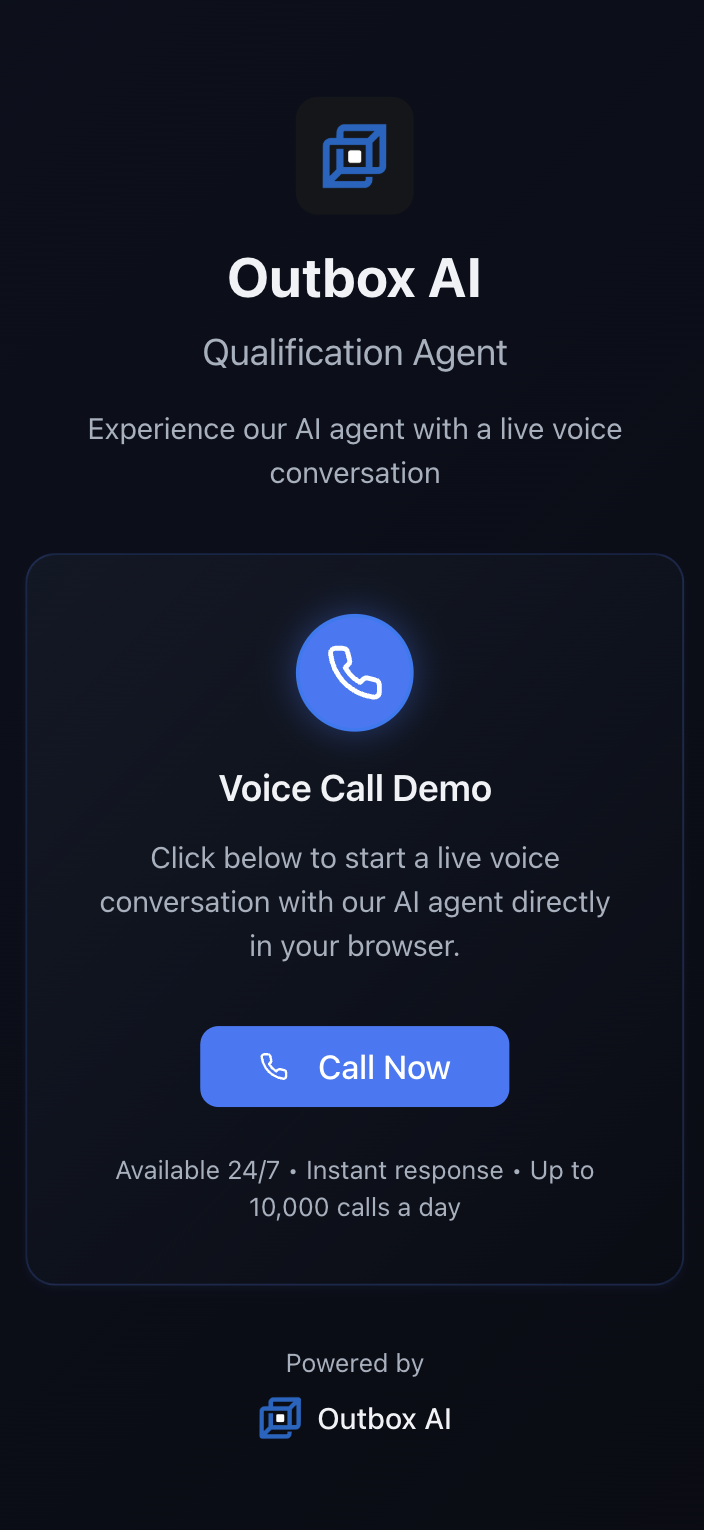 Outbox AI
Qualification Agent
Experience our AI agent with a live voice
conversation
Voice Call Demo
Click below to start a live voice
conversation with our AI agent directly
in your browser.
Call Now
Available 24/7 • Instant response • Up to
10,000 calls a day
Powered by
Outbox AI